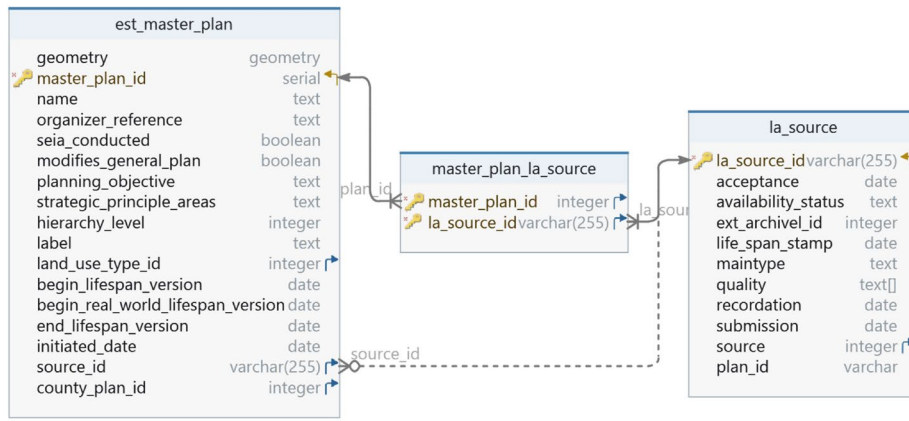 est_master_plan
geometry geometry
master_plan_id serial
name text
organizer_reference text
seia_conducted boolean
modifies_general_plan boolean
planning_objective text
strategic_principle_areas text
hierarchy_level integer
label text
land_use_type_id integer
begin_lifespan_version date
begin_real_world_lifespan_version date
end_lifespan_version date
initiated_date date
source_id varchar(255)
county_plan_id integer
plan_id
source_id
master_plan_la_source
master_plan_id integer
la_source_id varchar(255)
la_sour
la_source
la_source_id varchar(255)
acceptance date
availability_status text
ext_archivel_id integer
life_span_stamp date
maintype text
quality text[]
recordation date
submission date
source integer
plan_id varchar